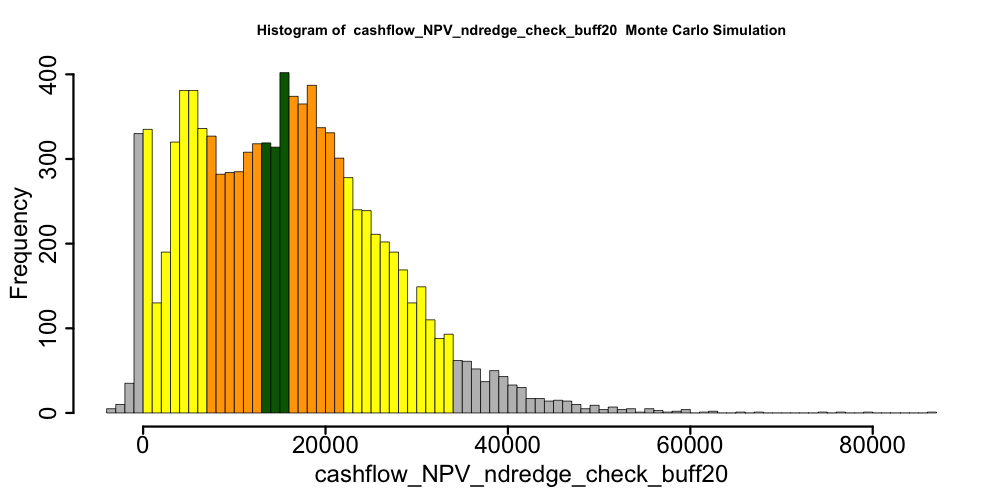 Histogram of  cashflow_NPV_ndredge_check_buff20  Monte Carlo Simulation
400
300
200
100
0
Frequency
0 20000 40000 60000 80000
cashflow_NPV_ndredge_check_buff20